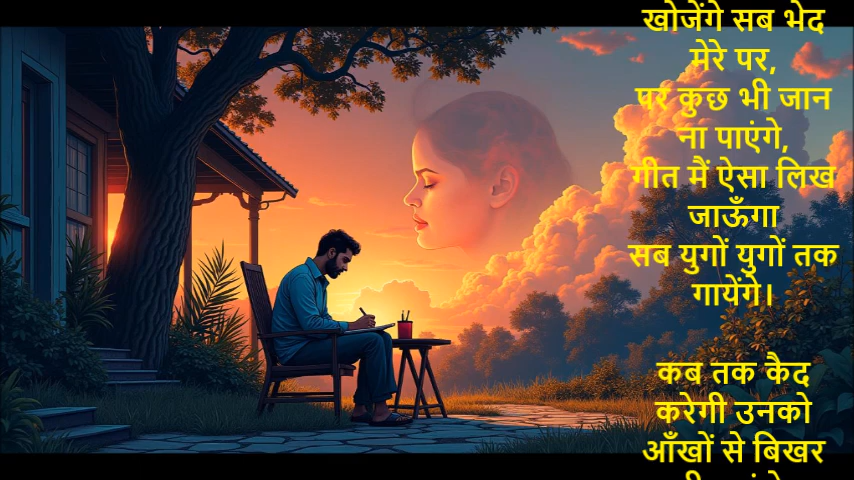 खोजेंगे सब भेद
मेरे पर,
पर कुछ भी जान
ना पाएंगे,
गीत मैं ऐसा लिख
जाऊँगा
सब युगों युगों तक
गायेंगे।
कब तक कैद
करेगी उनको
आँखों से बिखर